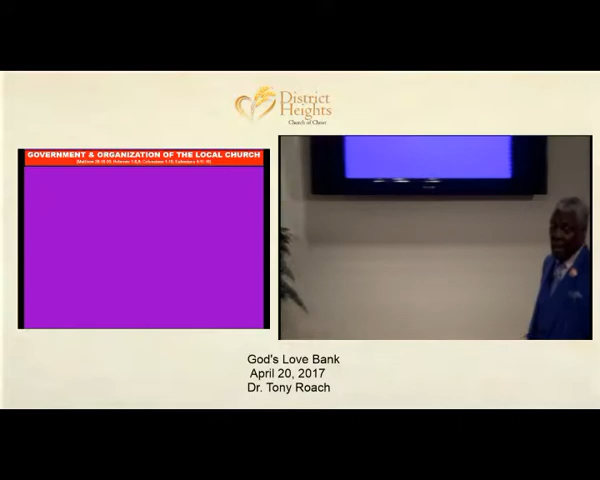 District
Heights
Church of Christ
GOVERNMENT & ORGANIZATION OF THE LOCAL CHURCH
God's Love Bank
April 20, 2017
Dr. Tony Roach